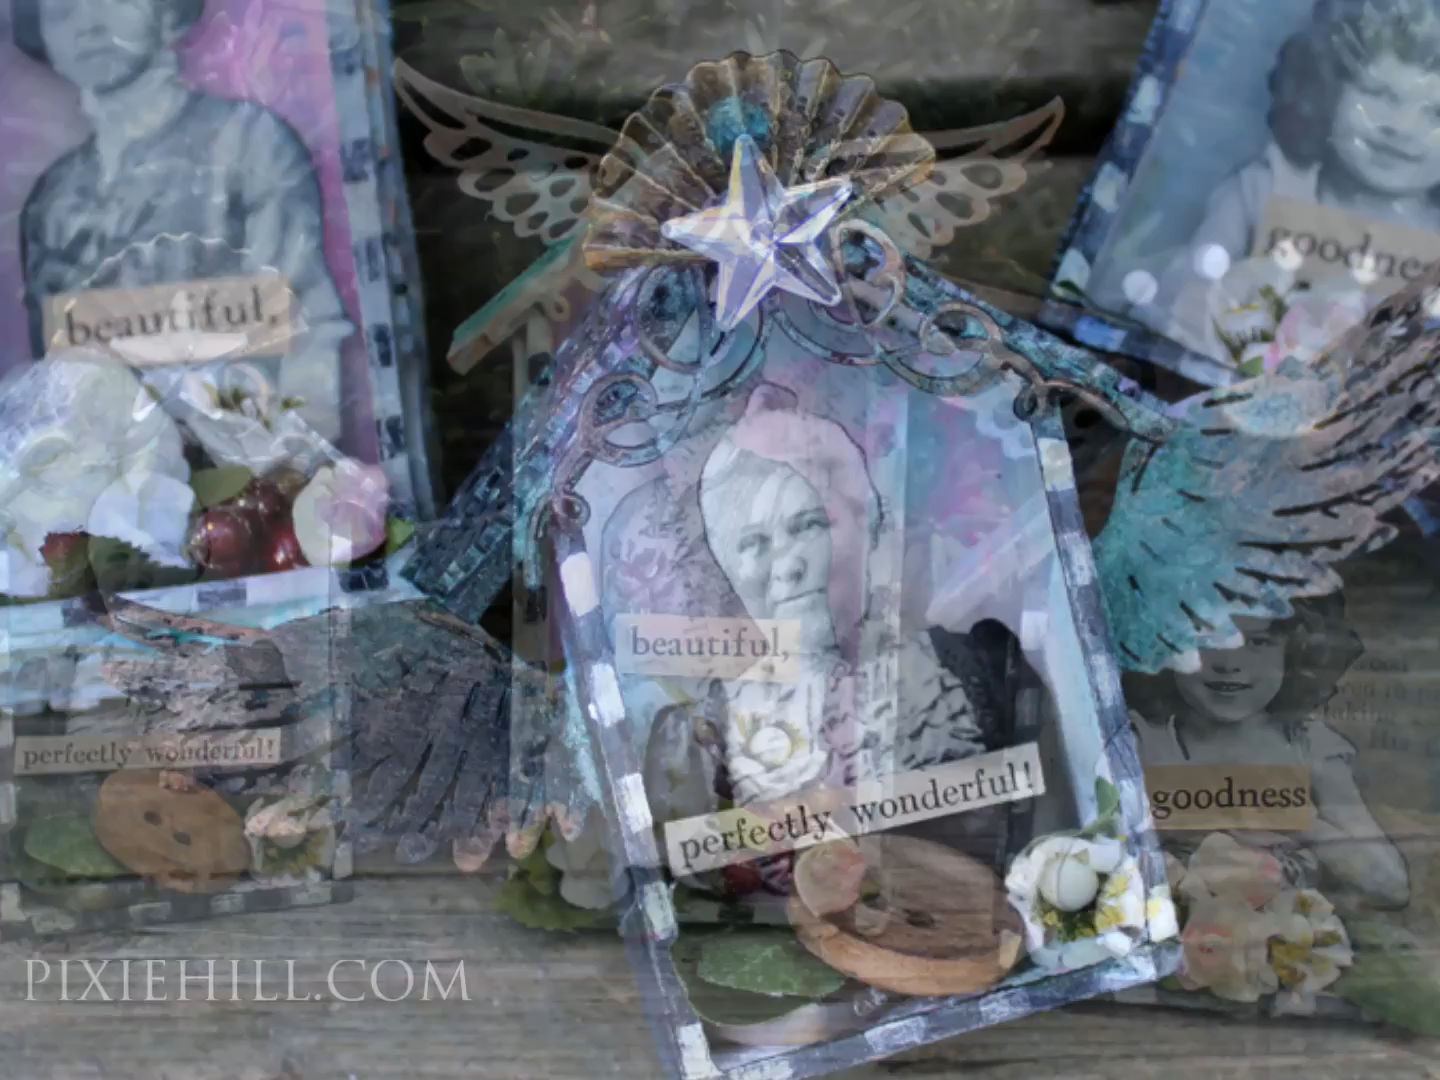 goodness
beautiful,
beautiful,
perfectly wonderful!
perfectly wonderful!
goodness
PIXIEHILL.COM